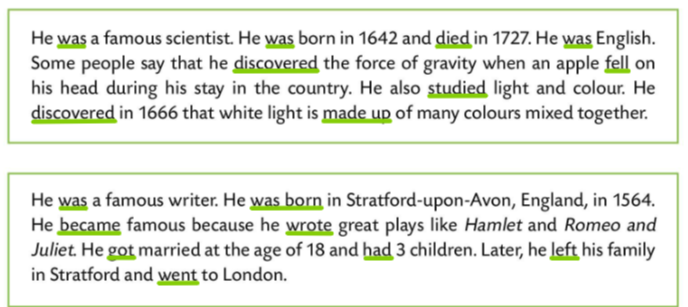 He was a famous scientist. He was born in 1642 and died in 1727. He was English.
Some people say that he discovered the force of gravity when an apple fell on
his head during his stay in the country. He also studied light and colour. He
discovered in 1666 that white light is made up of many colours mixed together.
He was a famous writer. He was born in Stratford-upon-Avon, England, in 1564.
He became famous because he wrote great plays like Hamlet and Romeo and
Juliet. He got married at the age of 18 and had 3 children. Later, he left his family
in Stratford and went to London.